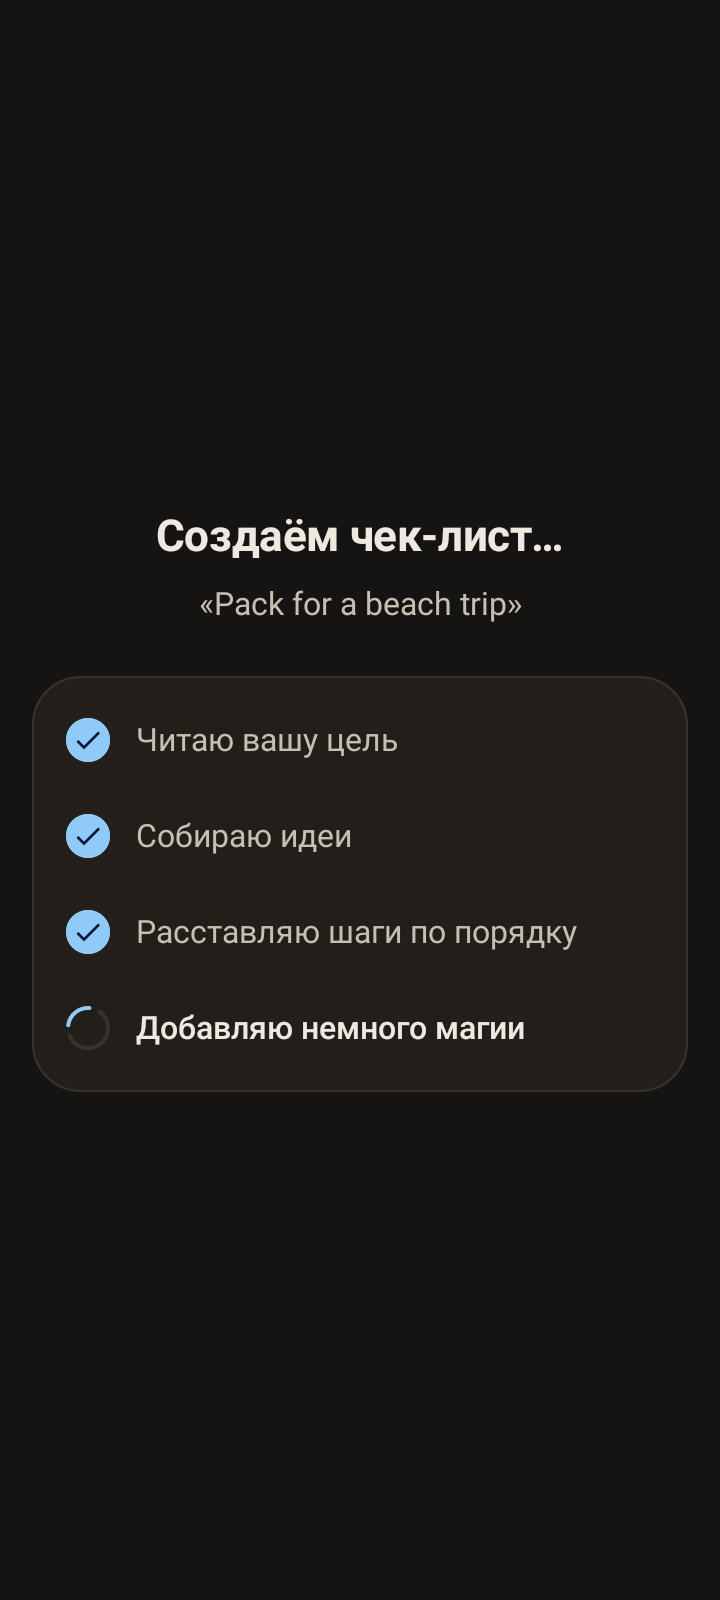 Создаём чек-лист…
«Pack for a beach trip»
Читаю вашу цель
Собираю идеи
Расставляю шаги по порядку
Добавляю немного магии